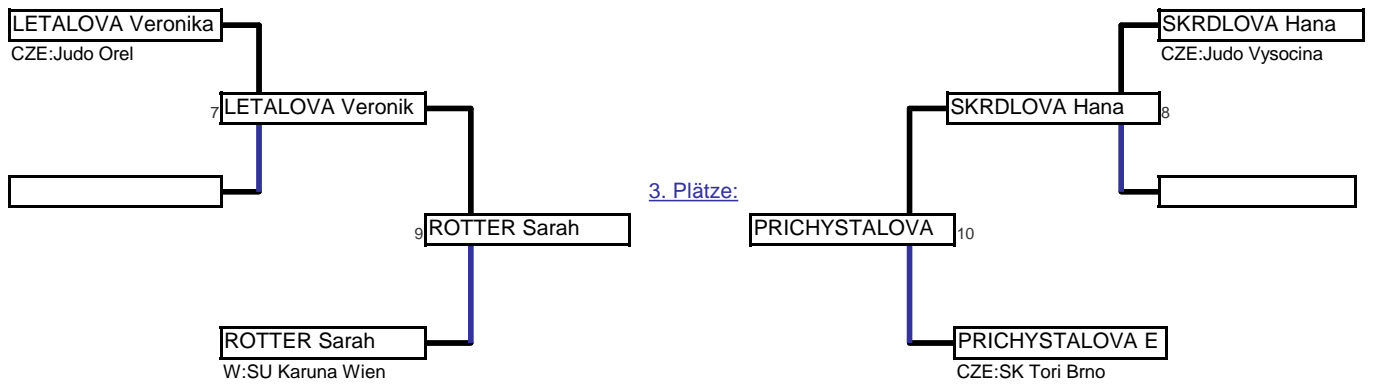 LETALOVA Veronika
CZE:Judo Orel
SKRDLOVA Hana
CZE:Judo Vysocina
7 LETALOVA Veronik
SKRDLOVA Hana 8
3. Plätze:
9 ROTTER Sarah
PRICHYSTALOVA 10
ROTTER Sarah
W:SU Karuna Wien
PRICHYSTALOVA E
CZE:SK Tori Brno